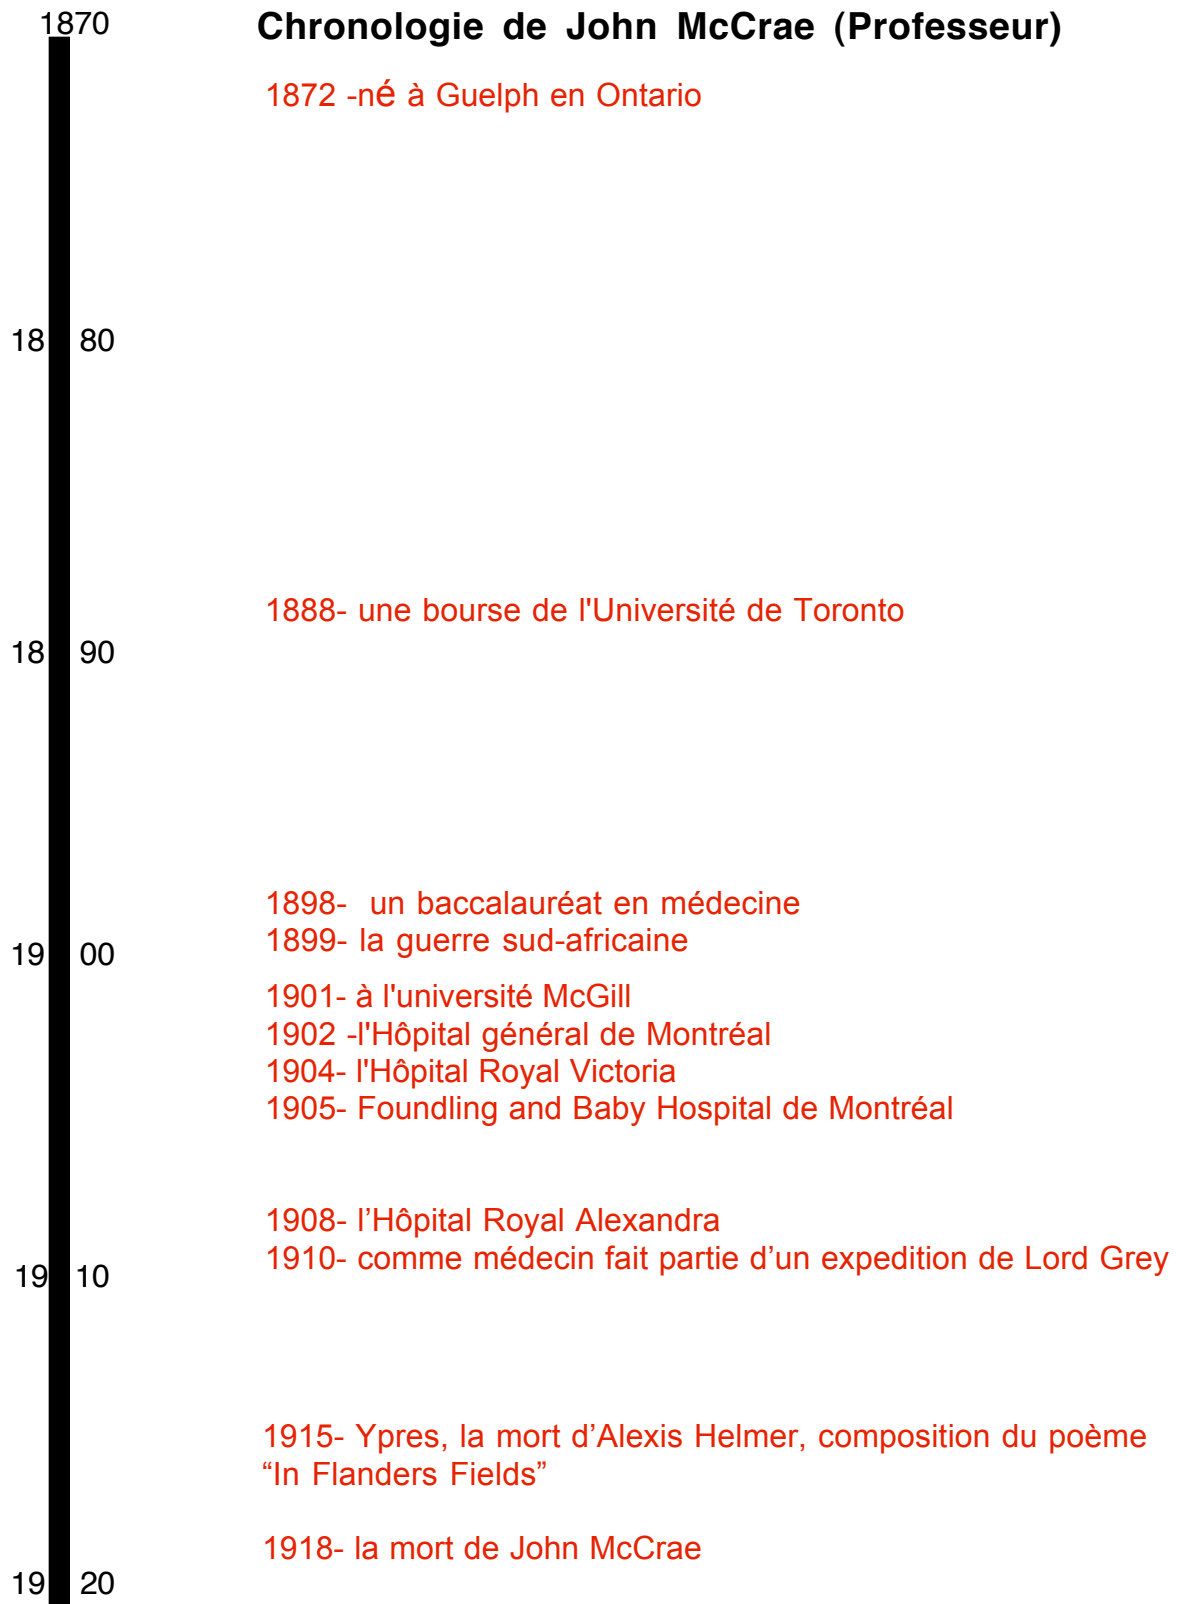 1870
Chronologie de John McCrae (Professeur)
1872 -né à Guelph en Ontario
18 80
1888- une bourse de l'Université de Toronto
18 90
1898- un baccalauréat en médecine
1899- la guerre sud-africaine
19 00
1901- à l'université McGill
1902 -l'Hôpital général de Montréal
1904- l'Hôpital Royal Victoria
1905- Foundling and Baby Hospital de Montréal
1908- l’Hôpital Royal Alexandra
1910- comme médecin fait partie d’un expedition de Lord Grey
19 10
1915- Ypres, la mort d’Alexis Helmer, composition du poème
“In Flanders Fields”
1918- la mort de John McCrae
19 20